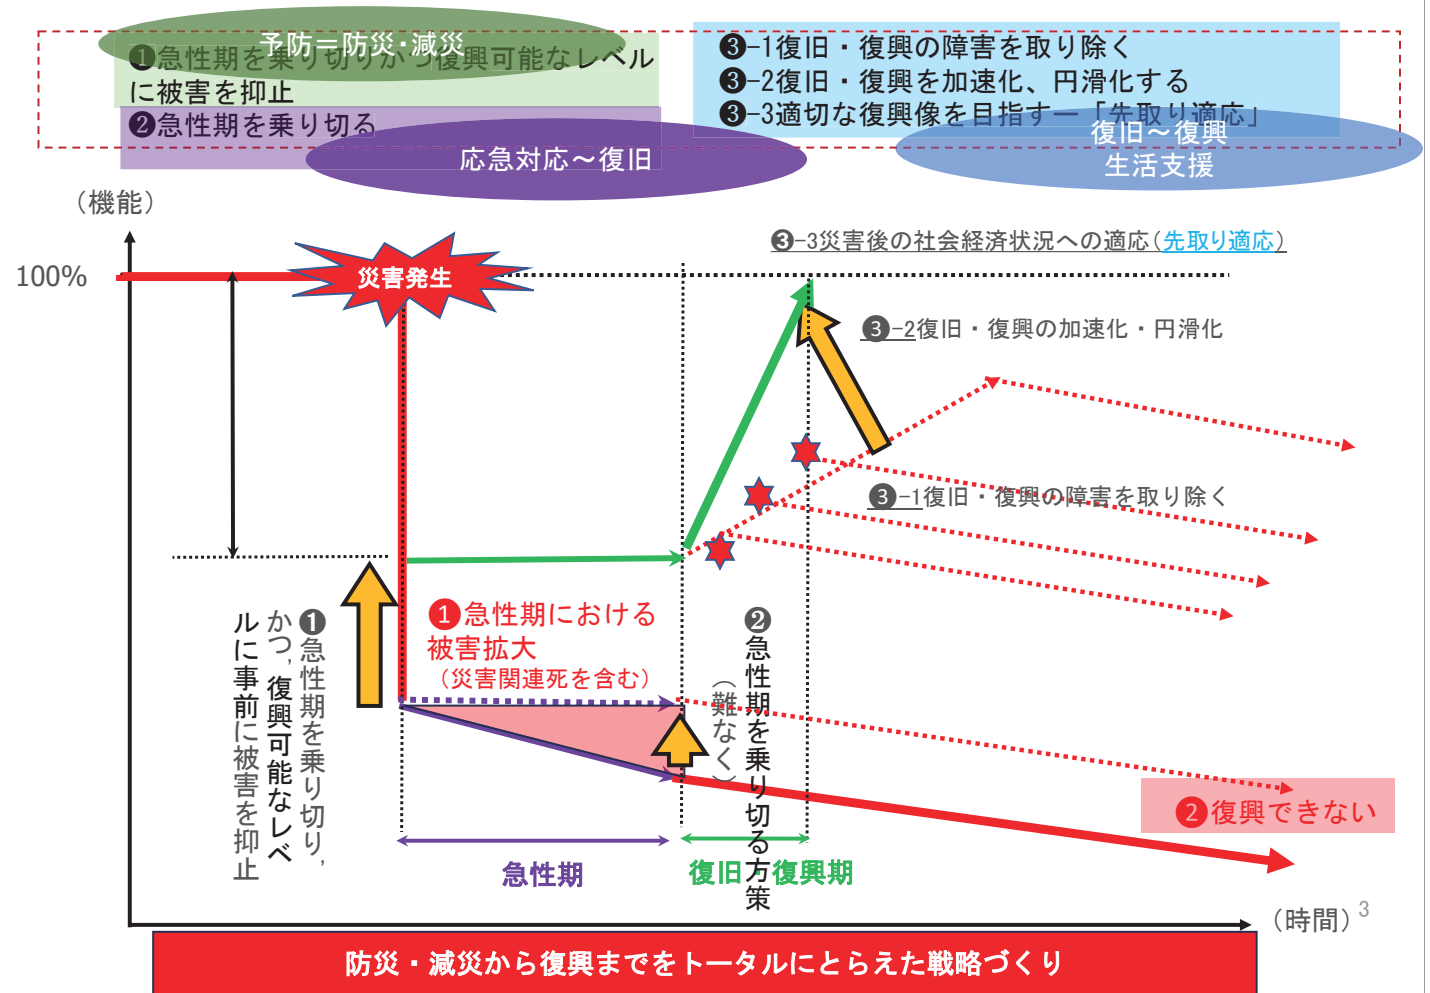 予防＝防災・減災
❶急性期を乗り切りかつ復興可能なレベル
に被害を抑止
❷急性期を乗り切る
応急対応～復旧
❸-1復旧・復興の障害を取り除く
❸-2復旧・復興を加速化、円滑化する
❸-3適切な復興像を目指す―「先取り適応」
復旧～復興
生活支援
（機能）
100%
災害発生
❸-3災害後の社会経済状況への適応（先取り適応）
❸-2復旧・復興の加速化・円滑化
❸-1復旧・復興の障害を取り除く
❶急性期を乗り切り，
かつ，復興可能なレベ
ルに事前に被害を抑止
❶急性期における
被害拡大
（災害関連死を含む）
❷急性期を乗り切る方策
（難なく）
❷復興できない
急性期
復旧・復興期
（時間）
3
防災・減災から復興までをトータルにとらえた戦略づくり